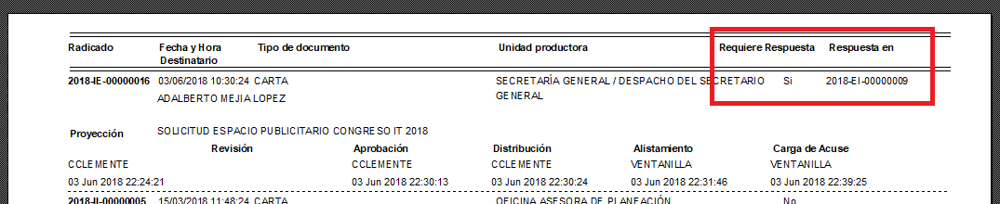 Radicado Fecha y Hora Tipo de documento Unidad productora Requiere Respuesta Respuesta en
Destinatario
2018-IE-00000016 03/06/2018 10:30:24 CARTA SECRETARÍA GENERAL / DESPACHO DEL SECRETARIO Si 2018-EI-00000009
ADALBERTO MEJIA LOPEZ GENERAL
Proyección SOLICITUD ESPACIO PUBLICITARIO CONGRESO IT 2018
Revisión Aprobación Distribución Alistamiento Carga de Acuse
CCLEMENTE CCLEMENTE CCLEMENTE VENTANILLA VENTANILLA
03 Jun 2018 22:24:21 03 Jun 2018 22:30:13 03 Jun 2018 22:30:24 03 Jun 2018 22:31:46 03 Jun 2018 22:39:25
2018-II-00000005 15/03/2018 11:48:24 CARTA OFICINA ASESORA DE PLANEACIÓN No